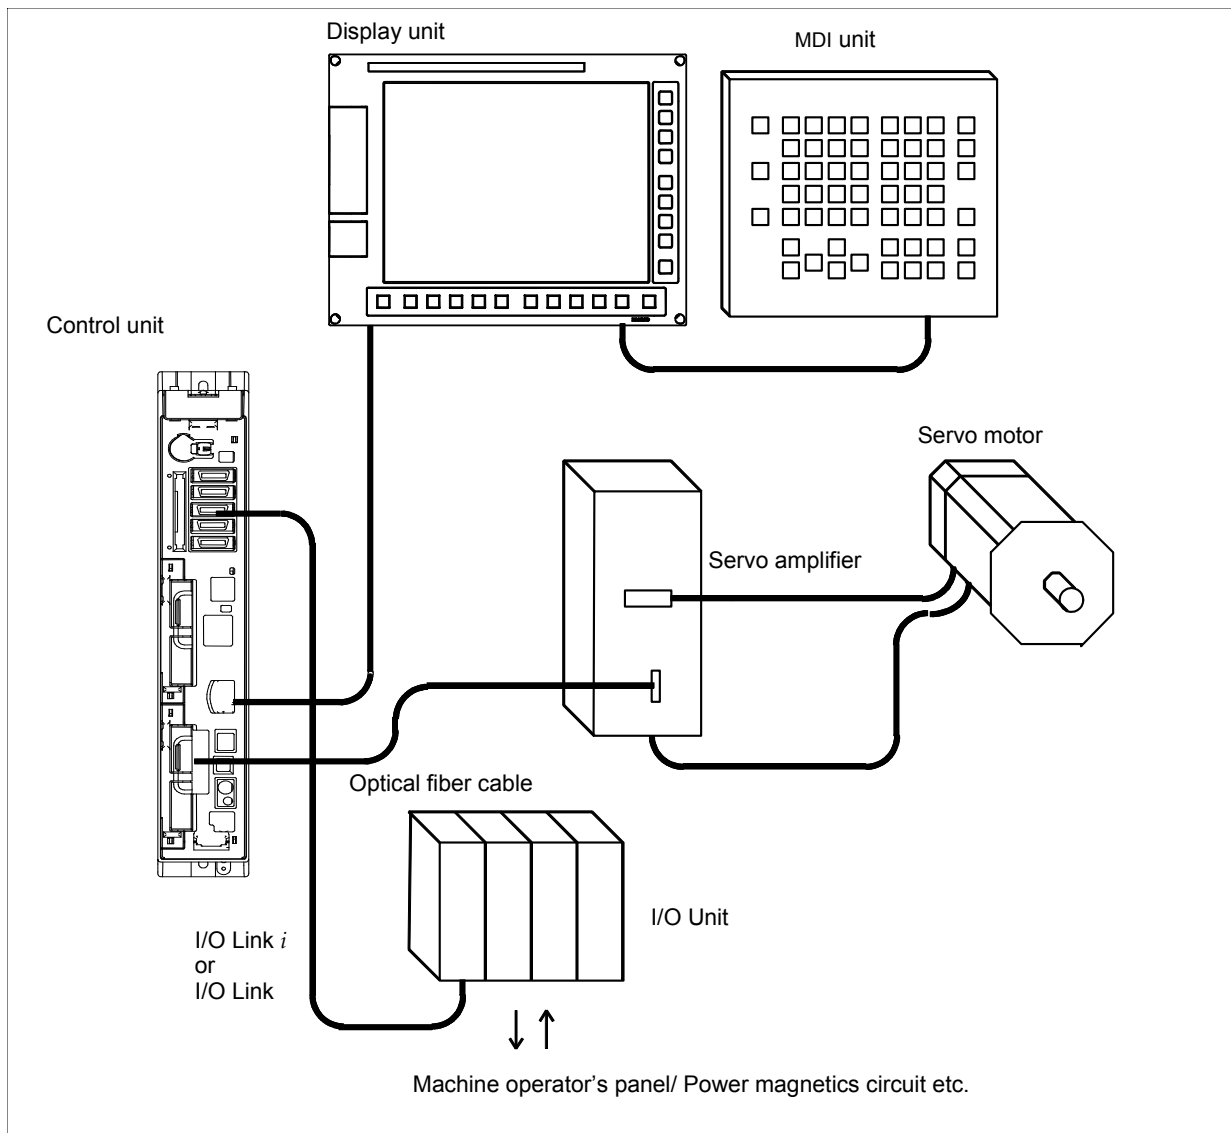 Display unit
MDI unit
Control unit
Servo motor
Servo amplifier
Optical fiber cable
I/O Unit
I/O Link i
or
I/O Link
Machine operator's panel/ Power magnetics circuit etc.